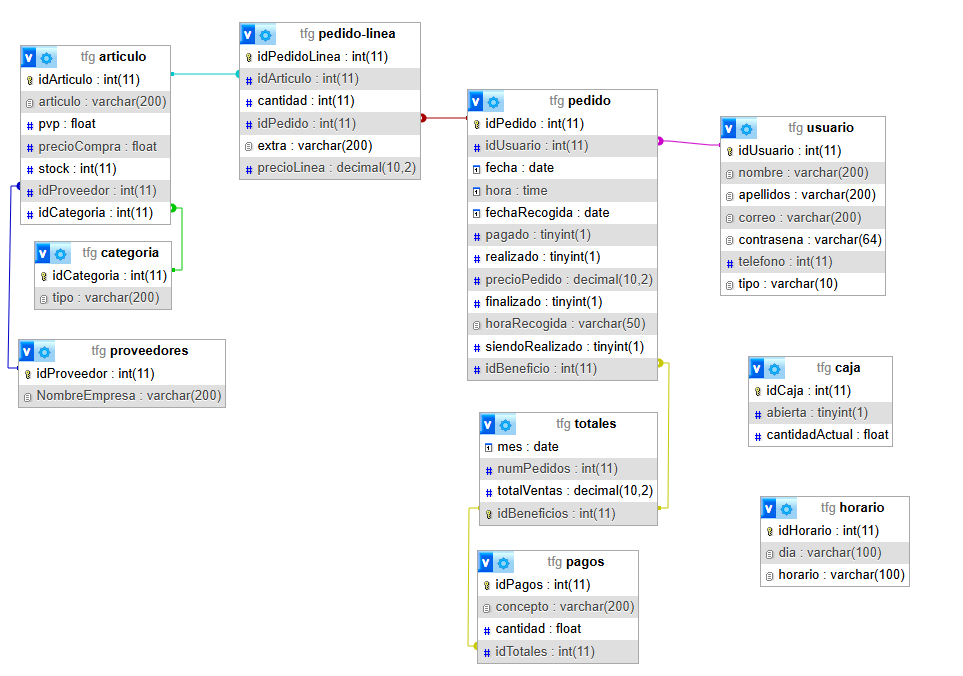 tfg articulo
idArticulo : int(11)
articulo : varchar(200)
pvp : float
precioCompra : float
stock : int(11)
idProveedor : int(11)
idCategoria : int(11)
tfg categoria
idCategoria : int(11)
tipo : varchar(200)
tfg proveedores
idProveedor : int(11)
NombreEmpresa : varchar(200)
tfg pedido-linea
idPedidoLinea : int(11)
idArticulo : int(11)
cantidad : int(11)
idPedido : int(11)
extra : varchar(200)
precioLinea : decimal(10,2)
tfg pedido
idPedido : int(11)
idUsuario : int(11)
fecha : date
hora : time
fechaRecogida : date
pagado : tinyint(1)
realizado : tinyint(1)
precioPedido : decimal(10,2)
finalizado : tinyint(1)
horaRecogida : varchar(50)
siendoRealizado : tinyint(1)
idBeneficio : int(11)
tfg totales
mes : date
numPedidos : int(11)
totalVentas : decimal(10,2)
idBeneficios : int(11)
tfg pagos
idPagos : int(11)
concepto : varchar(200)
cantidad : float
idTotales : int(11)
tfg usuario
idUsuario : int(11)
nombre : varchar(200)
apellidos : varchar(200)
correo : varchar(200)
contrasena : varchar(64)
telefono : int(11)
tipo : varchar(10)
tfg caja
idCaja : int(11)
abierta : tinyint(1)
cantidadActual : float
tfg horario
idHorario : int(11)
dia : varchar(100)
horario : varchar(100)